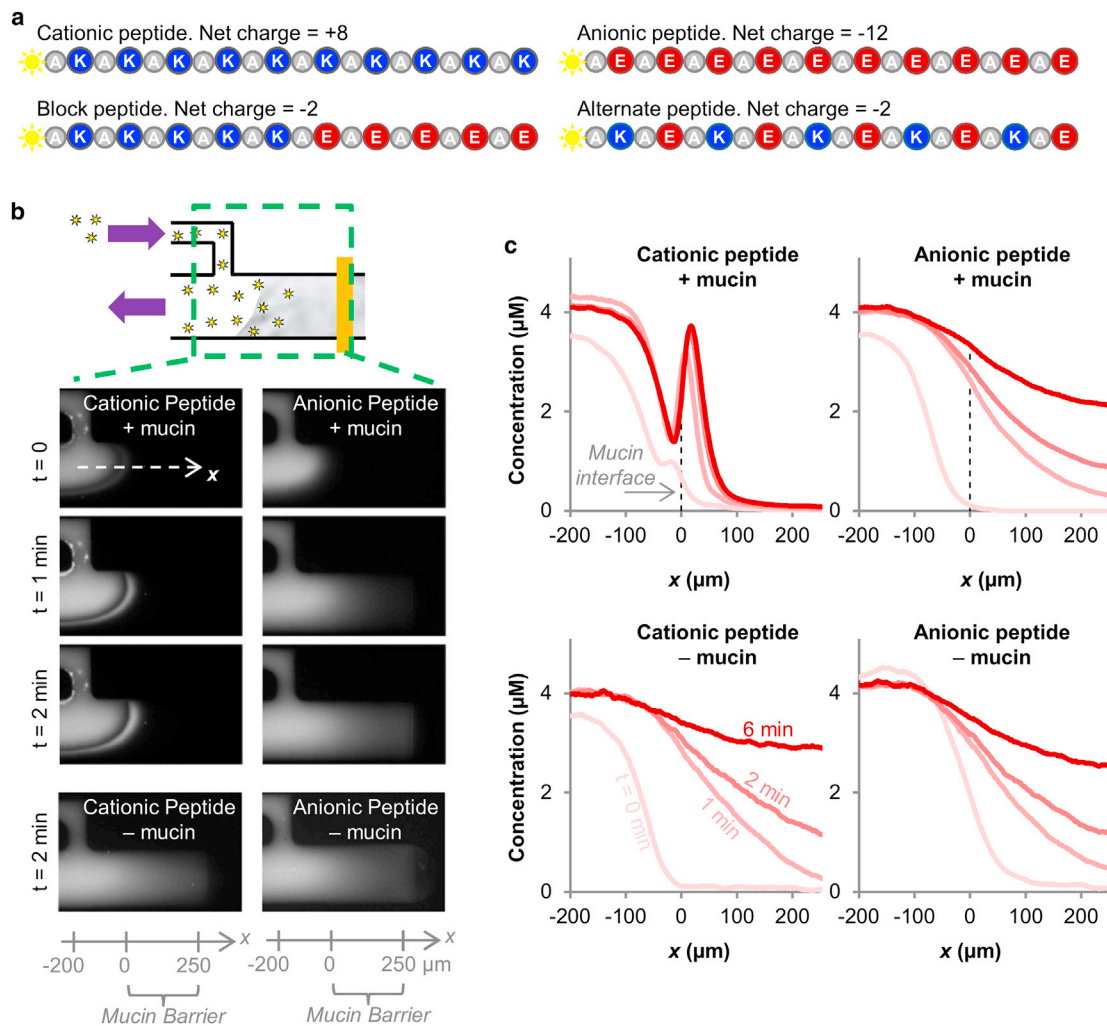 a
Cationic peptide. Net charge = +8
A K A K A K A K A K A K A K A K A K A K
Anionic peptide. Net charge = -12
A E A E A E A E A E A E A E A E A E A E
Block peptide. Net charge = -2
A K A K A K A K A K A E A E A E A E A E
Alternate peptide. Net charge = -2
A K A E A K A E A K A E A K A E A K A E
b
Cationic Peptide
+ mucin
Anionic Peptide
+ mucin
x
t = 0
t = 1 min
t = 2 min
Cationic Peptide
– mucin
Anionic Peptide
– mucin
t = 2 min
x
-200 0 250
x
-200 0 250 µm
Mucin Barrier
Mucin Barrier
c
Cationic peptide
+ mucin
Anionic peptide
+ mucin
Concentration (µM)
4
2
0
Mucin
interface
-200 -100 0 100 200
x (µm)
4
2
0
-200 -100 0 100 200
x (µm)
Cationic peptide
– mucin
Anionic peptide
– mucin
Concentration (µM)
4
2
0
6 min
2 min
1 min
t = 0 min
-200 -100 0 100 200
x (µm)
4
2
0
-200 -100 0 100 200
x (µm)